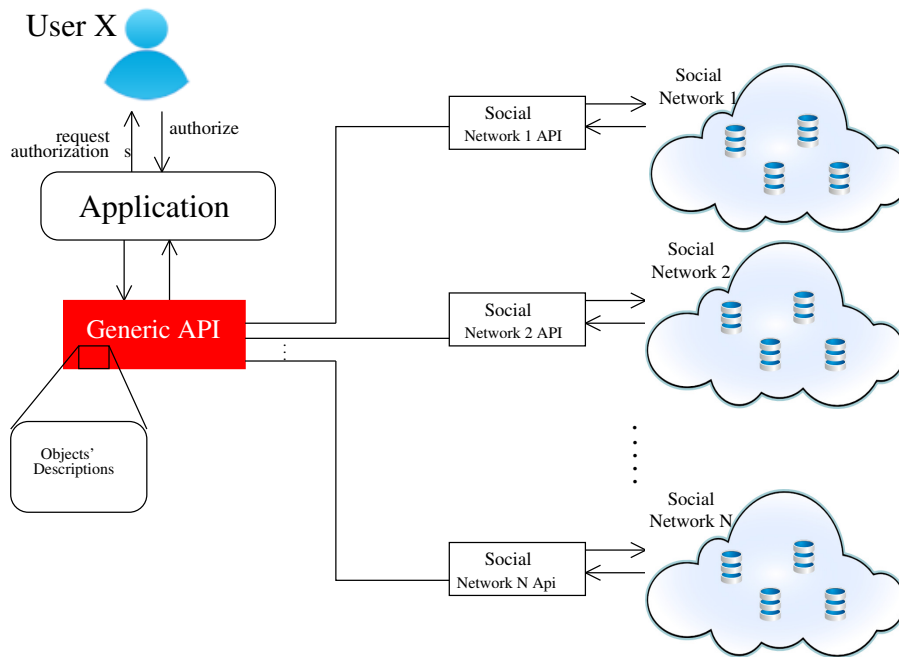 User X
request
authorization s
authorize
Application
Generic API
Objects'
Descriptions
Social
Network 1 API
Social
Network 1
Social
Network 2 API
Social
Network 2
Social
Network N Api
Social
Network N